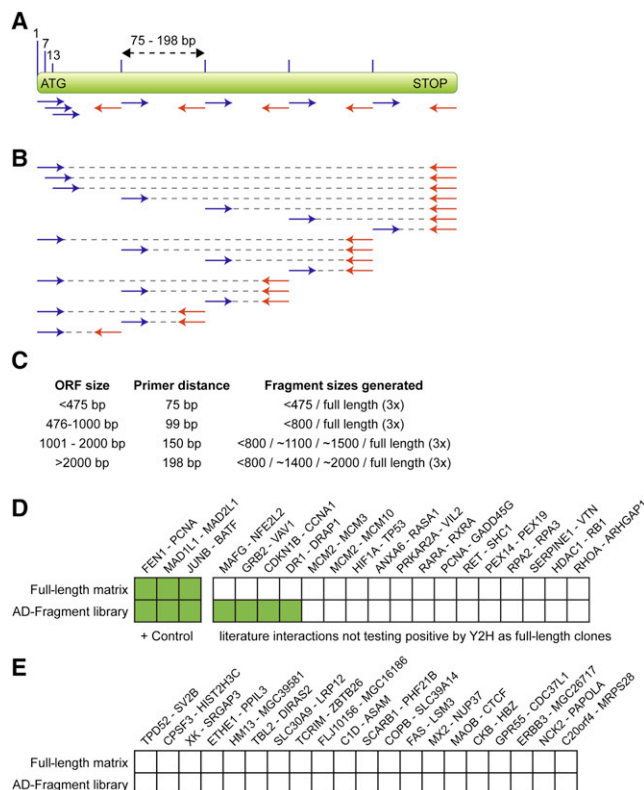 A
1
7
13
75 - 198 bp
ATG
STOP
B
C
ORF size Primer distance Fragment sizes generated
<475 bp 75 bp <475 / full length (3x)
476-1000 bp 99 bp <800 / full length (3x)
1001 - 2000 bp 150 bp <800 / ~1100 / ~1500 / full length (3x)
>2000 bp 198 bp <800 / ~1400 / ~2000 / full length (3x)
D
FEN1 - PCNA
MAD1L1 - MAD2L1
JUNB - BATF
MAFG - NFE2L2
GRB2 - VAV1
CDKN1B - CCNA1
DR1 - DRAP1
MCM2 - MCM3
MCM2 - MCM10
HIF1A - TP53
ANXA6 - RASA1
PRKAR2A - VIL2
RARA - RXRA
PCNA - GADD45G
RET - SHC1
PEX14 - PEX19
RPA2 - RPA3
SERPINE1 - VTN
HDAC1 - RB1
RHOA - ARHGAP1
Full-length matrix
AD-Fragment library
+ Control
literature interactions not testing positive by Y2H as full-length clones
E
TPD52 - SV2B
CPSF3 - HIST2H3C
XK - SRGAP3
ETHE1 - PPIL3
HM13 - MGC39581
TBL2 - DIRAS2
SLC30A9 - LRP12
TCRIM - ZBTB26
FLJ10156 - MGC16186
C1D - ASAM
SCARB1 - PHF21B
COPB - SLC39A14
FAS - LSM3
MX2 - NUP37
MAOB - CTCF
CKB - HBZ
GPR55 - CDC37L1
ERBB3 - MGC26717
NCK2 - PAPOLA
C20orf4 - MRPS28
Full-length matrix
AD-Fragment library